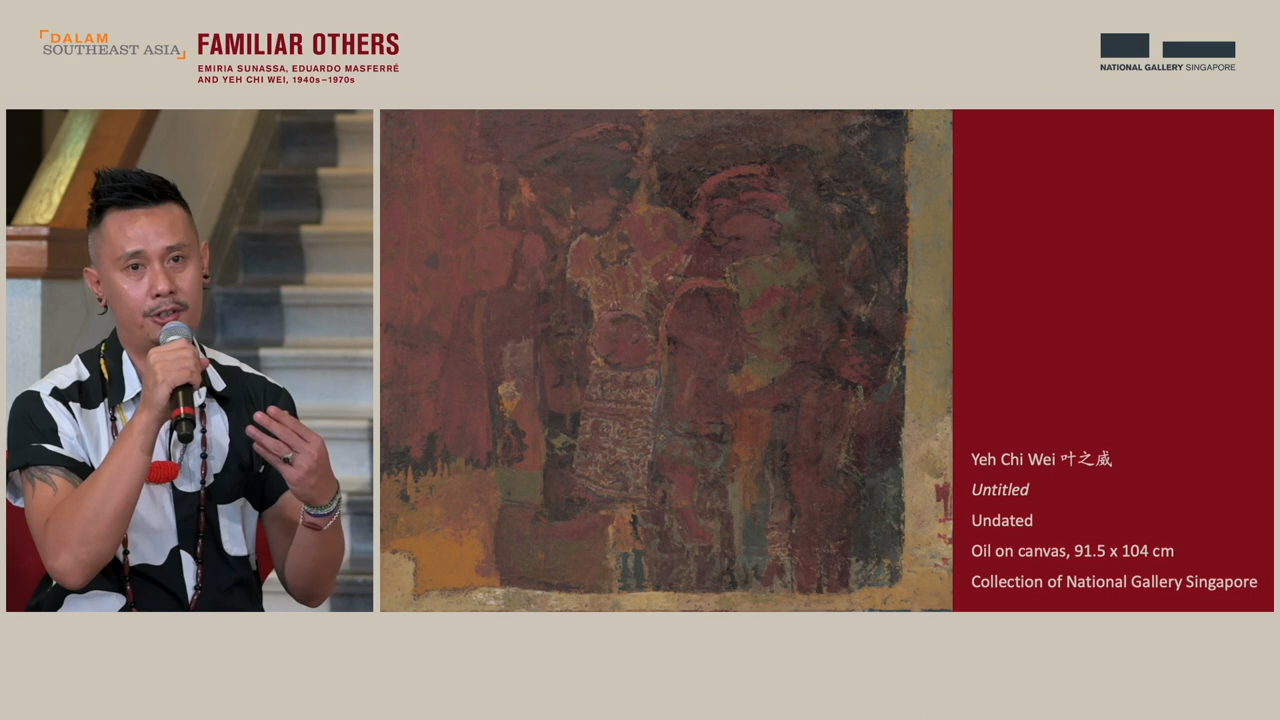 DALAM
SOUTHEAST ASIA
FAMILIAR OTHERS
EMIRIA SUNASSA, EDUARDO MASFERRÉ
AND YEH CHI WEI, 1940s–1970s
NATIONAL GALLERY SINGAPORE
Yeh Chi Wei 叶之威
Untitled
Undated
Oil on canvas, 91.5 x 104 cm
Collection of National Gallery Singapore